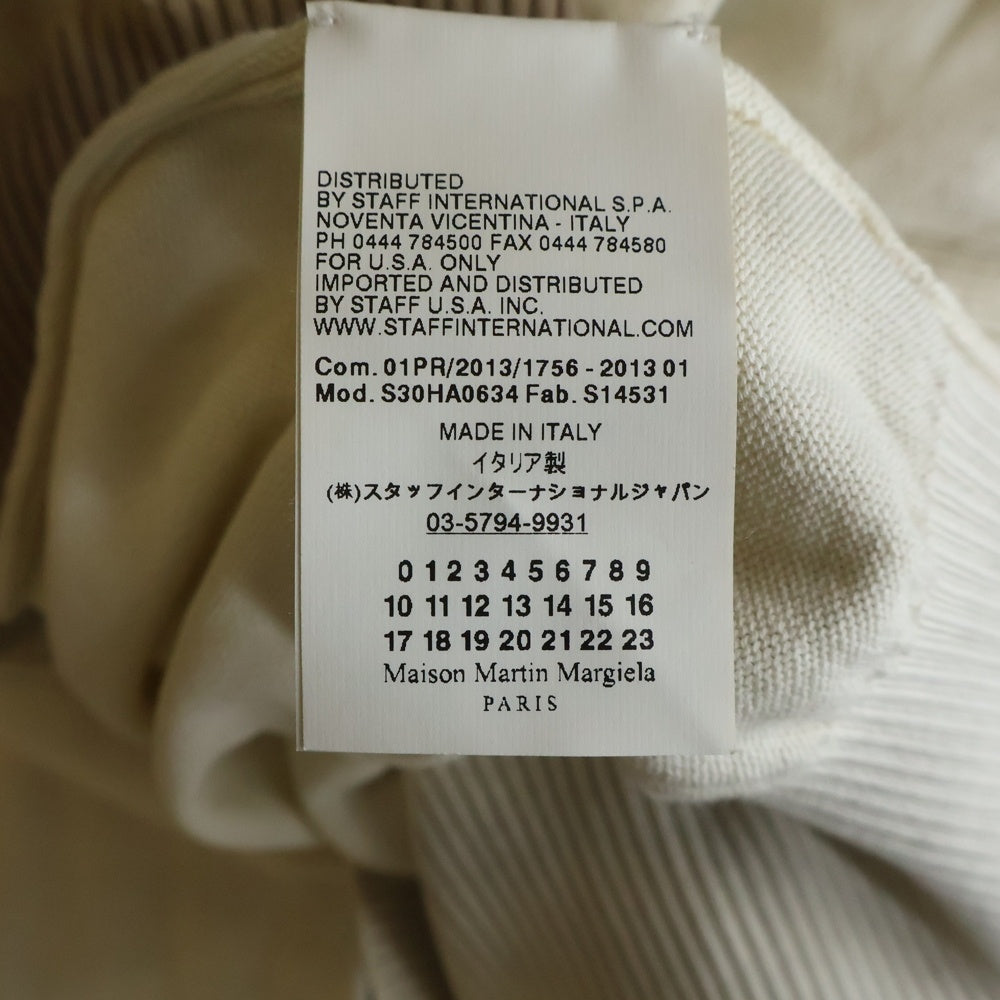 DISTRIBUTED
BY STAFF INTERNATIONAL S.P.A.
NOVENTA VICENTINA - ITALY
PH 0444 784500 FAX 0444 784580
FOR U.S.A. ONLY
IMPORTED AND DISTRIBUTED
BY STAFF U.S.A. INC.
WWW.STAFFINTERNATIONAL.COM
Com. 01PR/2013/1756 - 2013 01
Mod. S30HA0634 Fab. S14531
MADE IN ITALY
イタリア製
(株)スタッフインターナショナルジャパン
03-5794-9931
0 1 2 3 4 5 6 7 8 9
10 11 12 13 14 15 16
17 18 19 20 21 22 23
Maison Martin Margiela
PARIS